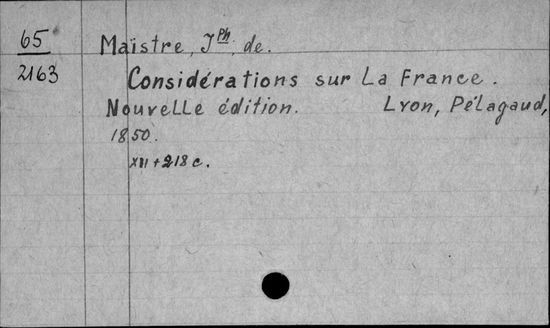 65
2163
Maistre, Jph, de.
Considérations sur La France.
Nouvelle édition. Lyon, Pélagaud,
1850.
XII + 218 c.